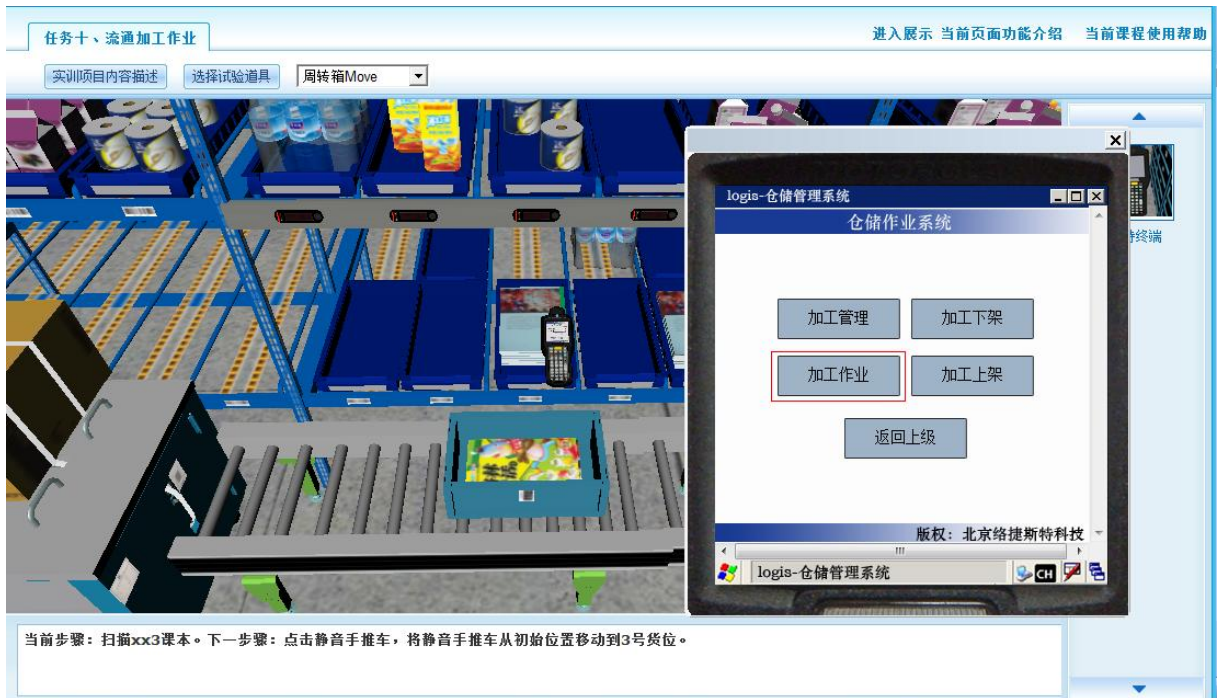 任务十、流通加工作业
进入展示 当前页面功能介绍 当前课程使用帮助
实训项目内容描述
选择试验道具
周转箱Move
logis-仓储管理系统
仓储作业系统
加工管理
加工下架
加工作业
加工上架
返回上级
版权：北京络捷斯特科技
logis-仓储管理系统
CH
持终端
当前步骤：扫描xx3课本。下一步骤：点击静音手推车，将静音手推车从初始位置移动到3号货位。